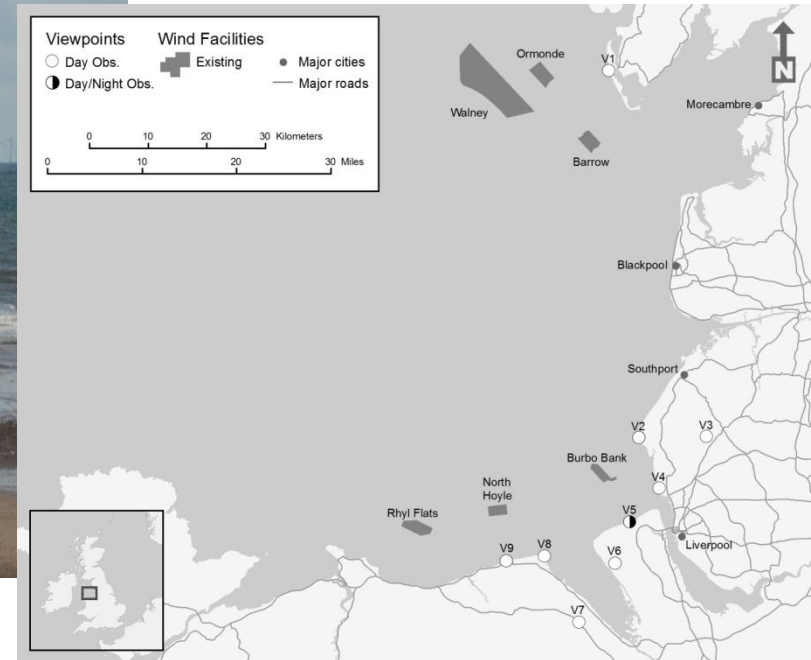 Viewpoints
Day Obs.
Day/Night Obs.
Wind Facilities
Existing
Major cities
Major roads
0 10 20 30 Kilometers
0 10 20 30 Miles
N
Ormonde
V1
Walney
Morecambre
Barrow
Blackpool
Southport
V2
V3
Burbo Bank
V4
North
Hoyle
Rhyl Flats
V5
Liverpool
V9
V8
V6
V7